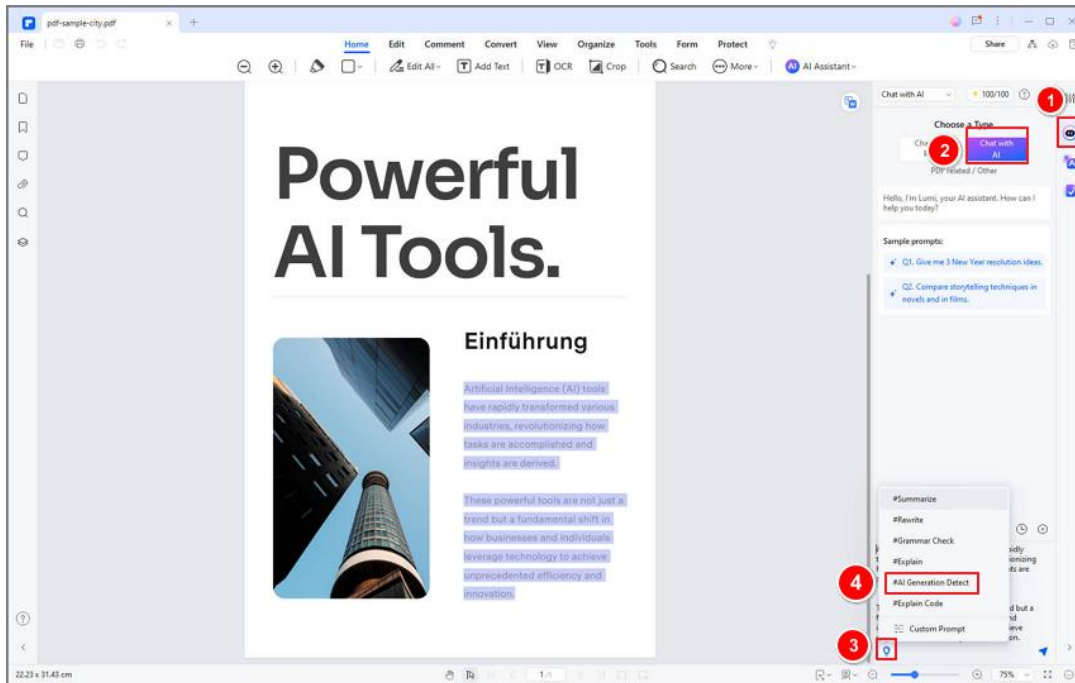 pdf-sample-city.pdf
File
Home Edit Comment Convert View Organize Tools Form Protect
Share
Edit All
Add Text
OCR
Crop
Search
More
AI Assistant
Chat with AI
100/100
1
Choose a Type
2
Chat with
AI
PDF related / Other
Hello, I'm Lumi, your AI assistant. How can I
help you today?
Sample prompts:
Q1. Give me 3 New Year resolution ideas.
Q2. Compare storytelling techniques in
novels and in films.
Powerful
AI Tools.
Einführung
Artificial Intelligence (AI) tools
have rapidly transformed various
industries, revolutionizing how
tasks are accomplished and
insights are derived.
These powerful tools are not just a
trend but a fundamental shift in
how businesses and individuals
leverage technology to achieve
unprecedented efficiency and
innovation.
#Summarize
#Rewrite
#Grammar Check
#Explain
4
#AI Generation Detect
#Explain Code
Custom Prompt
3
22.23 x 31.43 cm
1/1
75%